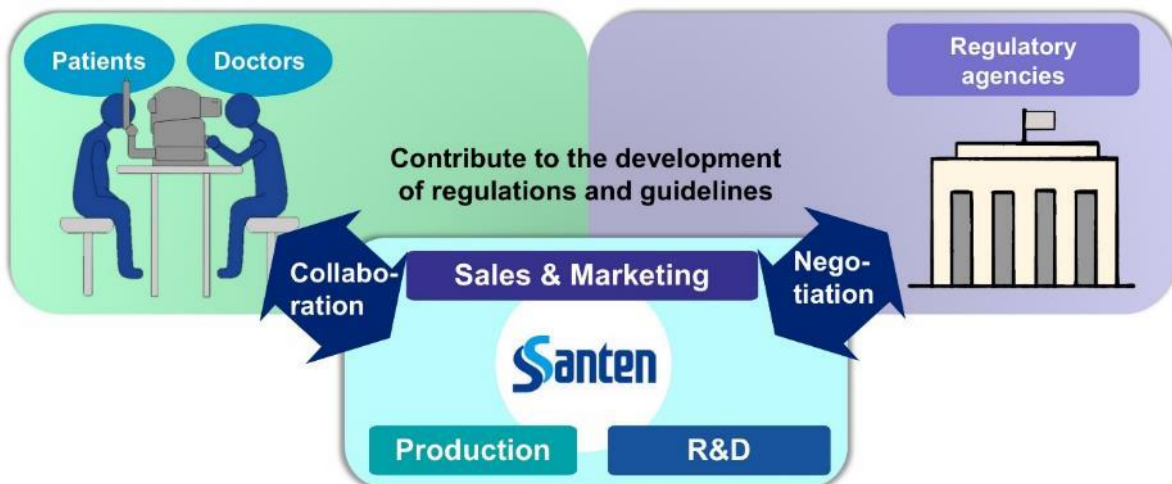 Patients
Doctors
Regulatory
agencies
Contribute to the development
of regulations and guidelines
Collabo-
ration
Sales & Marketing
Nego-
tiation
Santen
Production
R&D